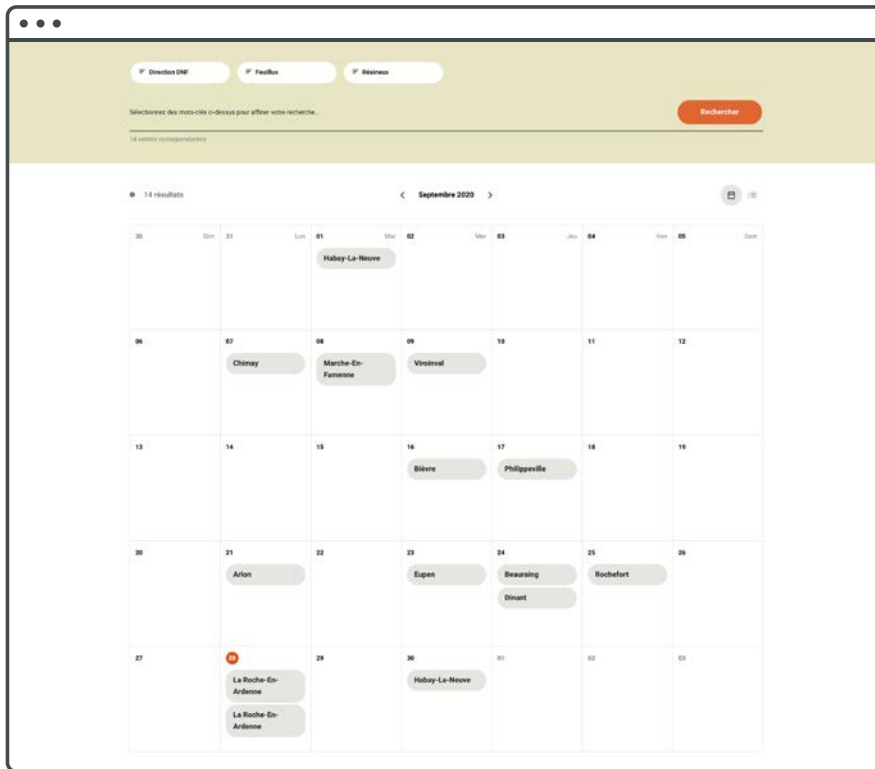 Direction DNF
Feuillus
Résineux
Sélectionnez des mots-clés ci-dessus pour affiner votre recherche...
Rechercher
14 ventes correspondantes
14 résultats
Septembre 2020
30 Dim 31 Lun 01 Mar 02 Mer 03 Jeu 04 Ven 05 Sam
Habay-La-Neuve
06 07 08 09 10 11 12
Chimay
Marche-En-
Famenne
Viroinval
13 14 15 16 17 18 19
Bièvre
Philippeville
20 21 22 23 24 25 26
Arlon
Eupen
Beauraing
Rochefort
Dinant
27 28 29 30 01 02 03
La Roche-En-
Ardenne
Habay-La-Neuve
La Roche-En-
Ardenne